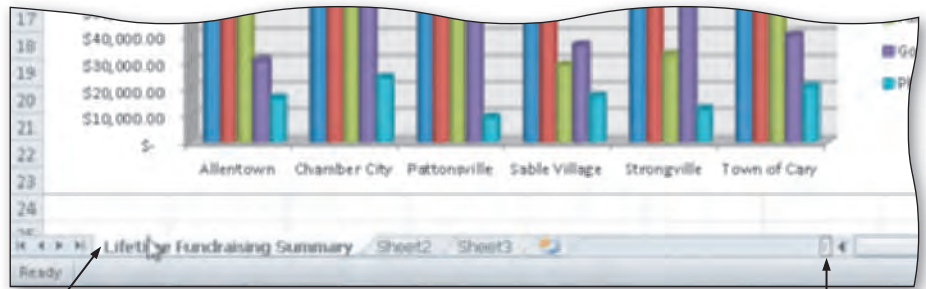 17
18 $40,000.00
19 $30,000.00
20 $20,000.00
21 $10,000.00
22 $-
Allentown Chamber City Pattonsville Sable Village Strongville Town of Cary
23
24
Lifetime Fundraising Summary Sheet2 Sheet3
Ready